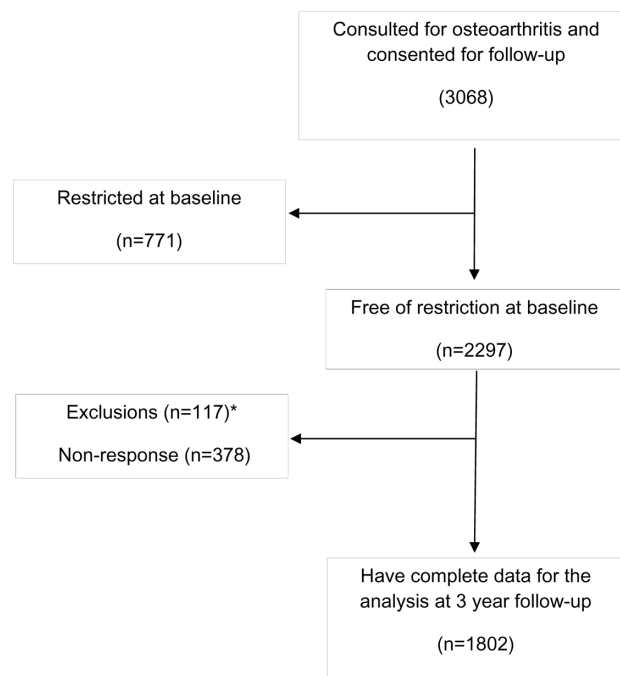 Consulted for osteoarthritis and
consented for follow-up
(3068)
Restricted at baseline
(n=771)
Free of restriction at baseline
(n=2297)
Exclusions (n=117)*
Non-response (n=378)
Have complete data for the
analysis at 3 year follow-up
(n=1802)